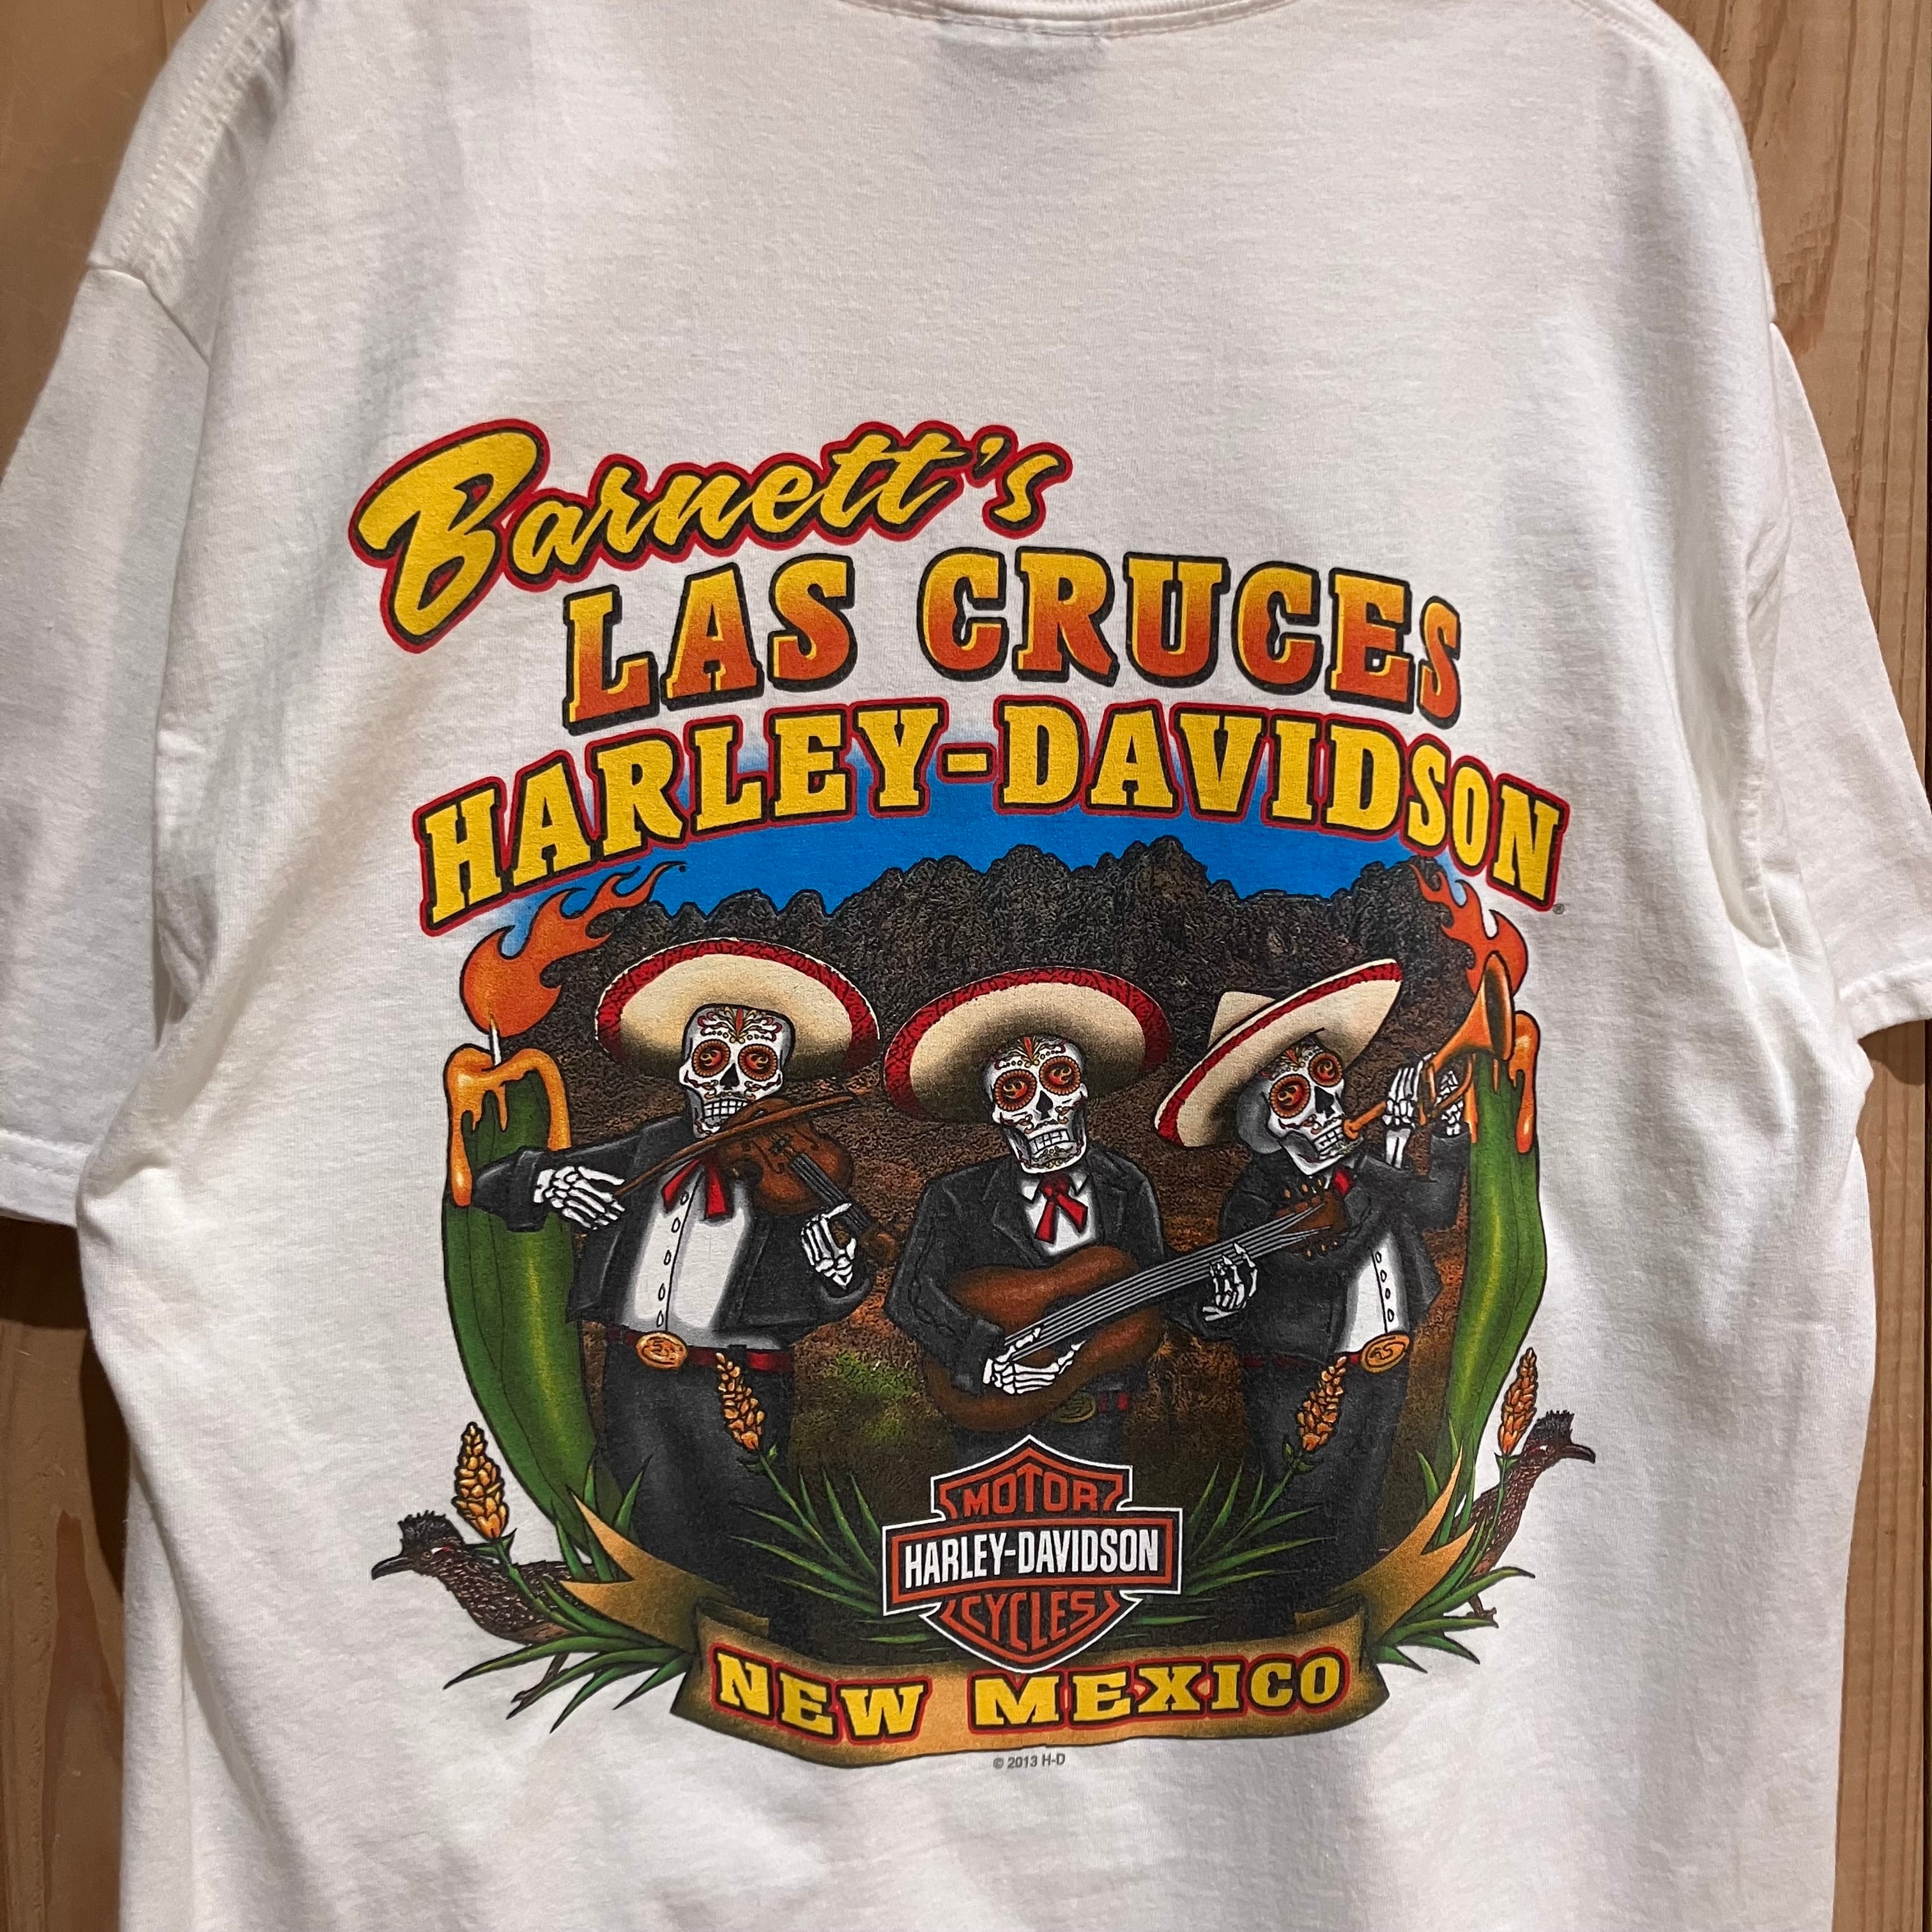 Barnett's
LAS CRUCES
HARLEY-DAVIDSON®
MOTOR
HARLEY-DAVIDSON
CYCLES
NEW MEXICO
© 2013 H-D